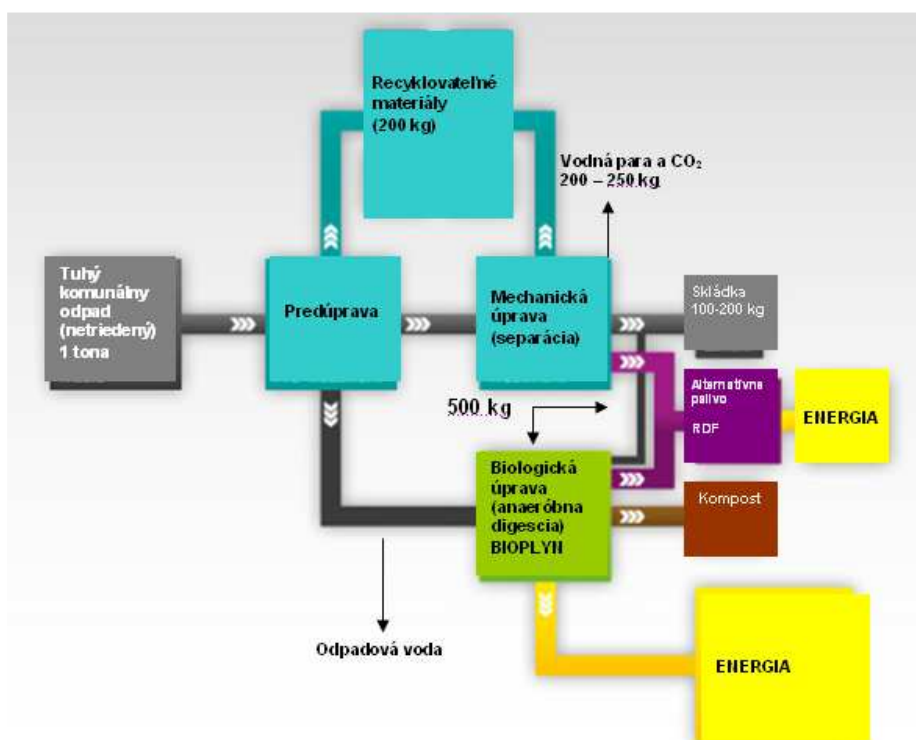 Recyklovateľné
materiály
(200 kg)
Vodná para a CO₂
200 – 250 kg
Tuhý
komunálny
odpad
(netriedený)
1 tona
Predúprava
Mechanická
úprava
(separácia)
Skládka
100-200 kg
500 kg
Alternatívne
palivo
RDF
ENERGIA
Biologická
úprava
(anaeróbna
digescia)
BIOPLYN
Kompost
Odpadová voda
ENERGIA